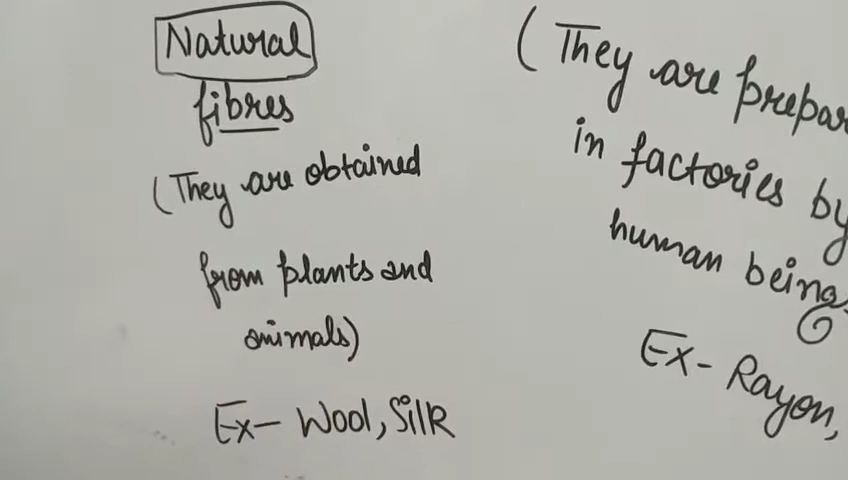 Natural
fibres
(They are obtained
from plants and
animals)
Ex- Wool, Silk
(They are prepar
in factories by
human beings
Ex- Rayon,